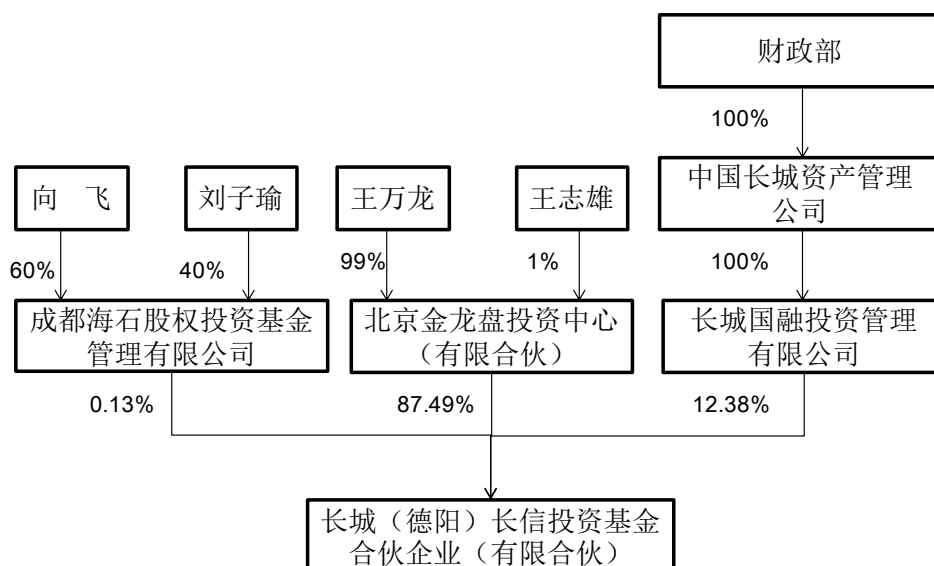 财政部
100%
中国长城资产管理
公司
向　飞
刘子瑜
王万龙
王志雄
60%
40%
99%
1%
100%
成都海石股权投资基金
管理有限公司
北京金龙盘投资中心
（有限合伙）
长城国融投资管理
有限公司
0.13%
87.49%
12.38%
长城（德阳）长信投资基金
合伙企业（有限合伙）